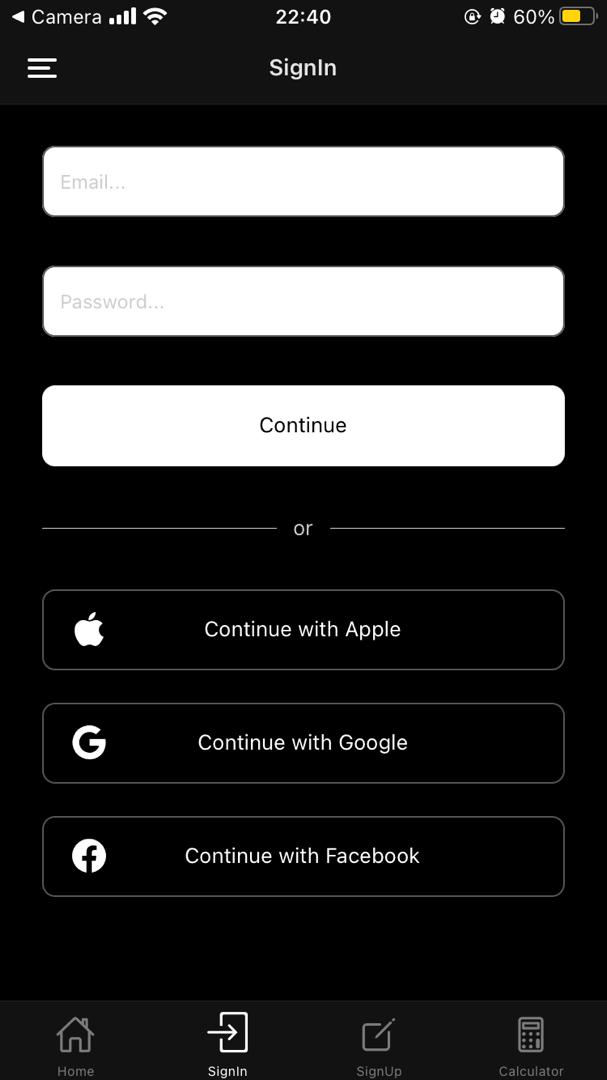 Camera 22:40 60%
SignIn
Email...
Password...
Continue
or
Continue with Apple
Continue with Google
Continue with Facebook
Home SignIn SignUp Calculator